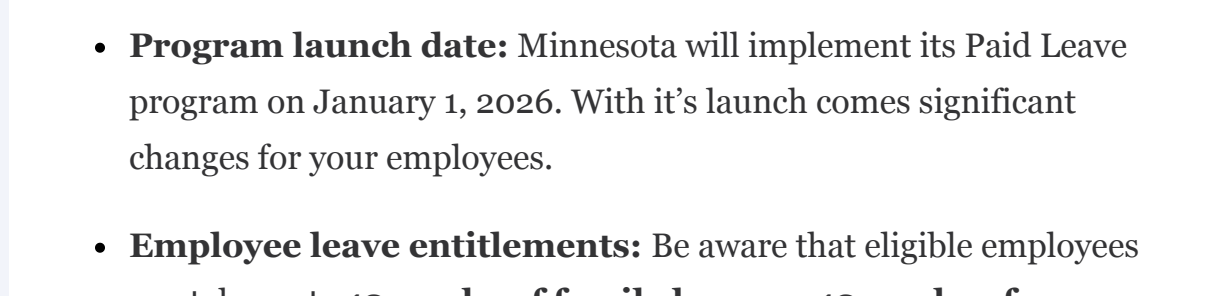 • Program launch date: Minnesota will implement its Paid Leave
program on January 1, 2026. With it’s launch comes significant
changes for your employees.
• Employee leave entitlements: Be aware that eligible employees